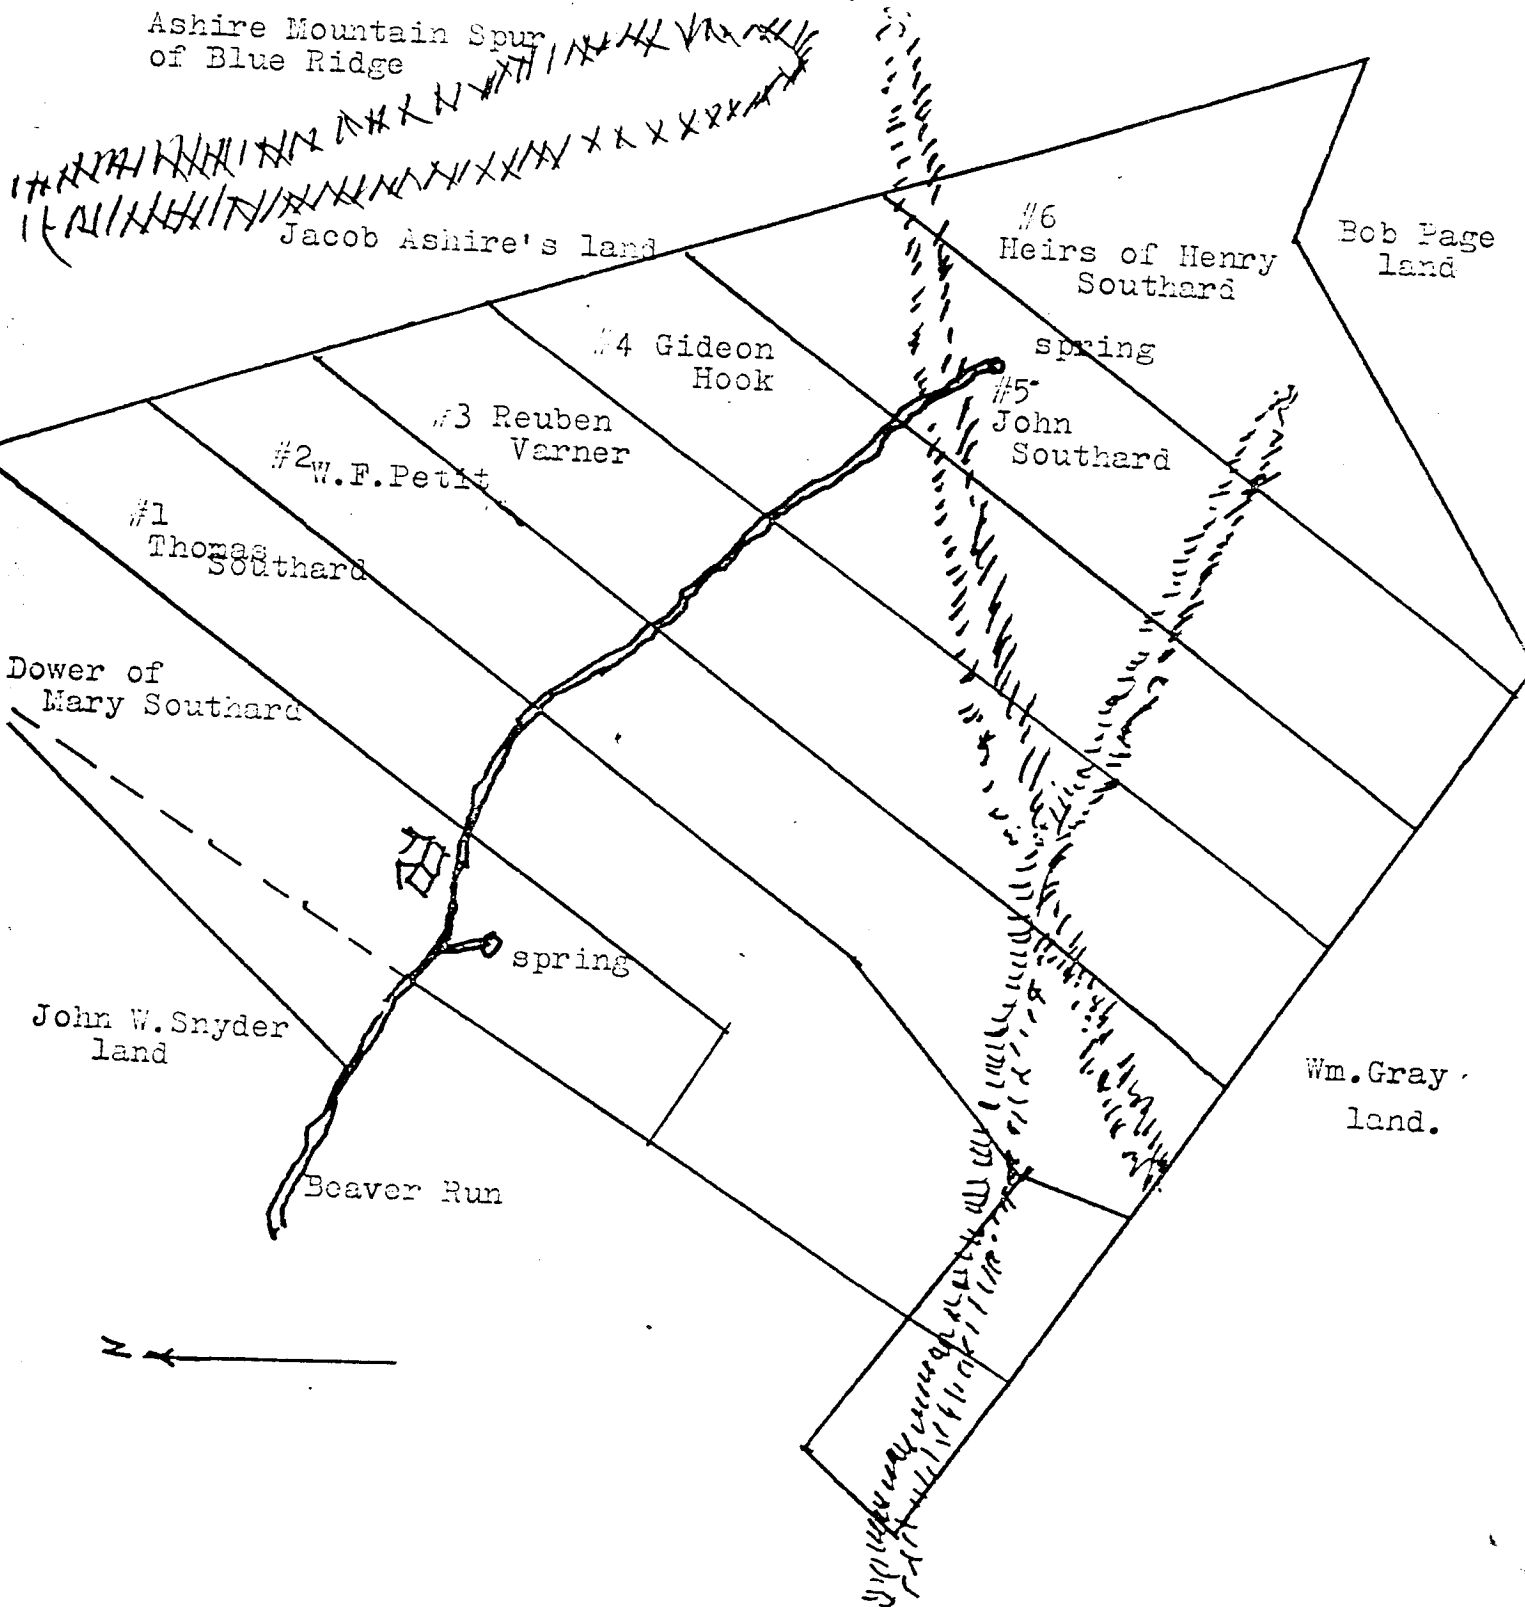 Ashire Mountain Spur
of Blue Ridge
Jacob Ashire's land
#6
Heirs of Henry
Southard
Bob Page
land
#4 Gideon
Hook
spring
#5
John
Southard
#3 Reuben
Varner
#2 W.F.Petit
#1
Thomas
Southard
Dower of
Mary Southard
spring
John W.Snyder
land
Wm.Gray
land.
Beaver Run
N